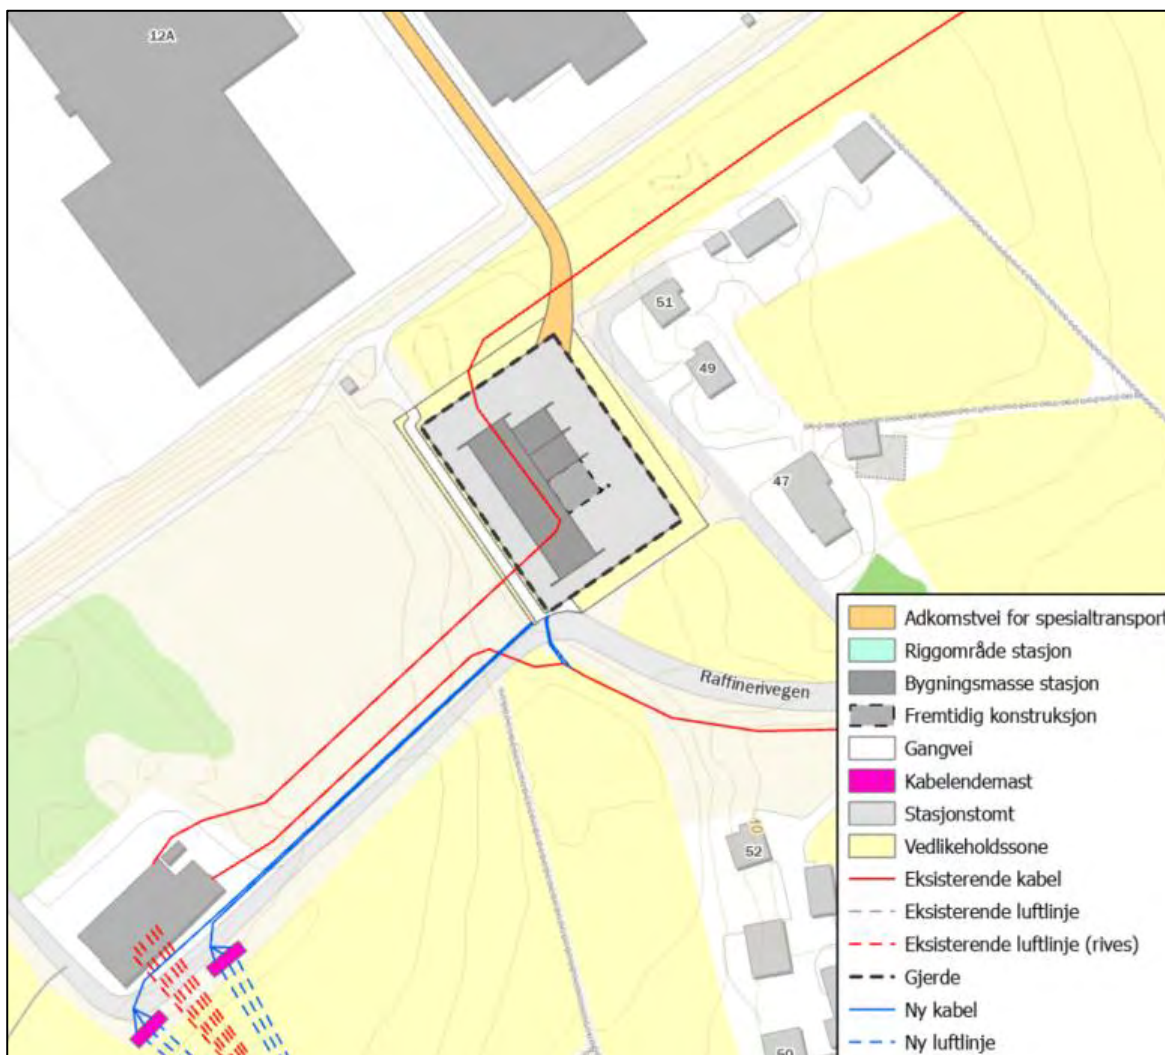 12A
51
49
47
Raffinerivegen
10
52
50
Adkomstvei for spesialtransport
Riggområde stasjon
Bygningsmasse stasjon
Fremtidig konstruksjon
Gangvei
Kabelendemast
Stasjonstomt
Vedlikeholdssone
Eksisterende kabel
Eksisterende luftlinje
Eksisterende luftlinje (rives)
Gjerde
Ny kabel
Ny luftlinje